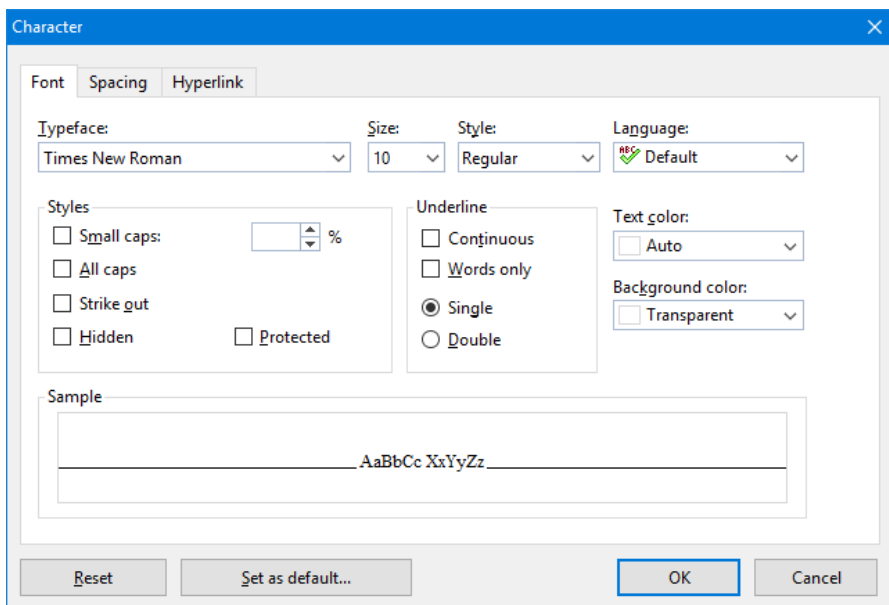 Character
Font Spacing Hyperlink
Typeface: Size: Style: Language:
Times New Roman 10 Regular ABC Default
Styles Underline
Small caps: % Continuous Text color:
All caps Words only Auto
Strike out Single Background color:
Hidden Protected Double Transparent
Sample
AaBbCc XxYyZz
Reset Set as default... OK Cancel